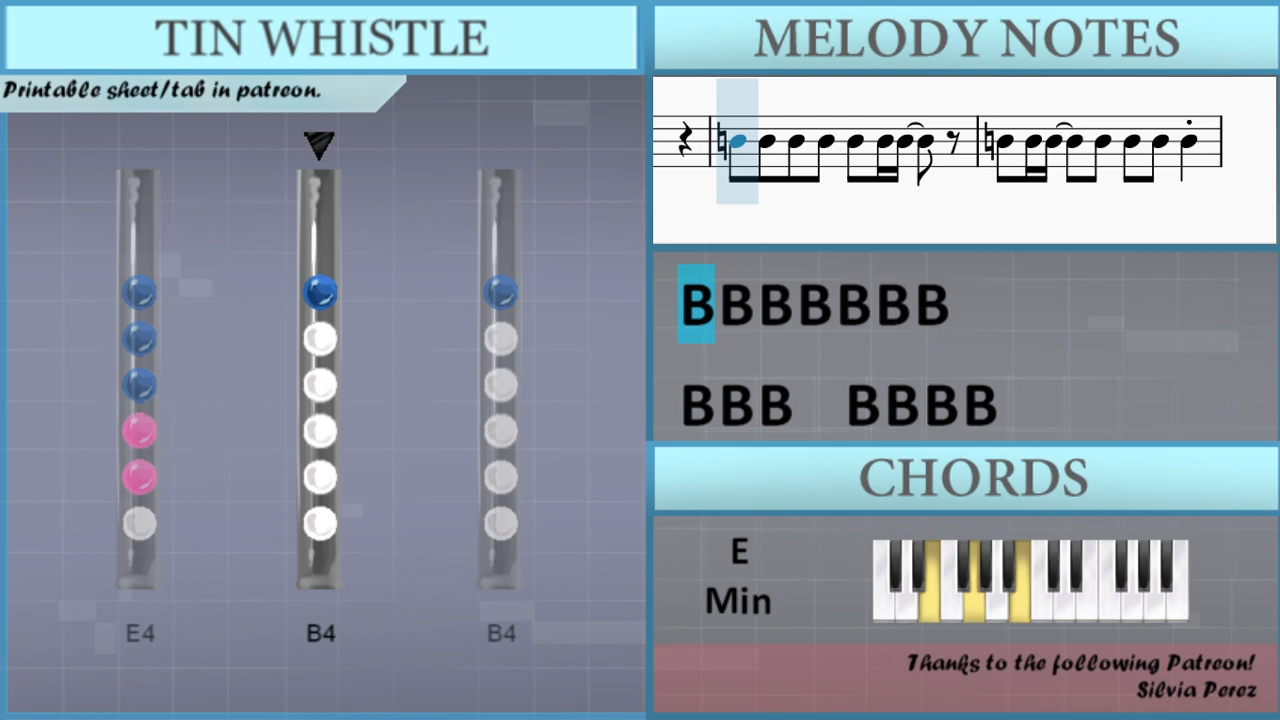 TIN WHISTLE
Printable sheet/tab in patreon.
E4
B4
B4
MELODY NOTES
BBBBBBB
BBB BBBB
CHORDS
E
Min
Thanks to the following Patreon!
Silvia Perez